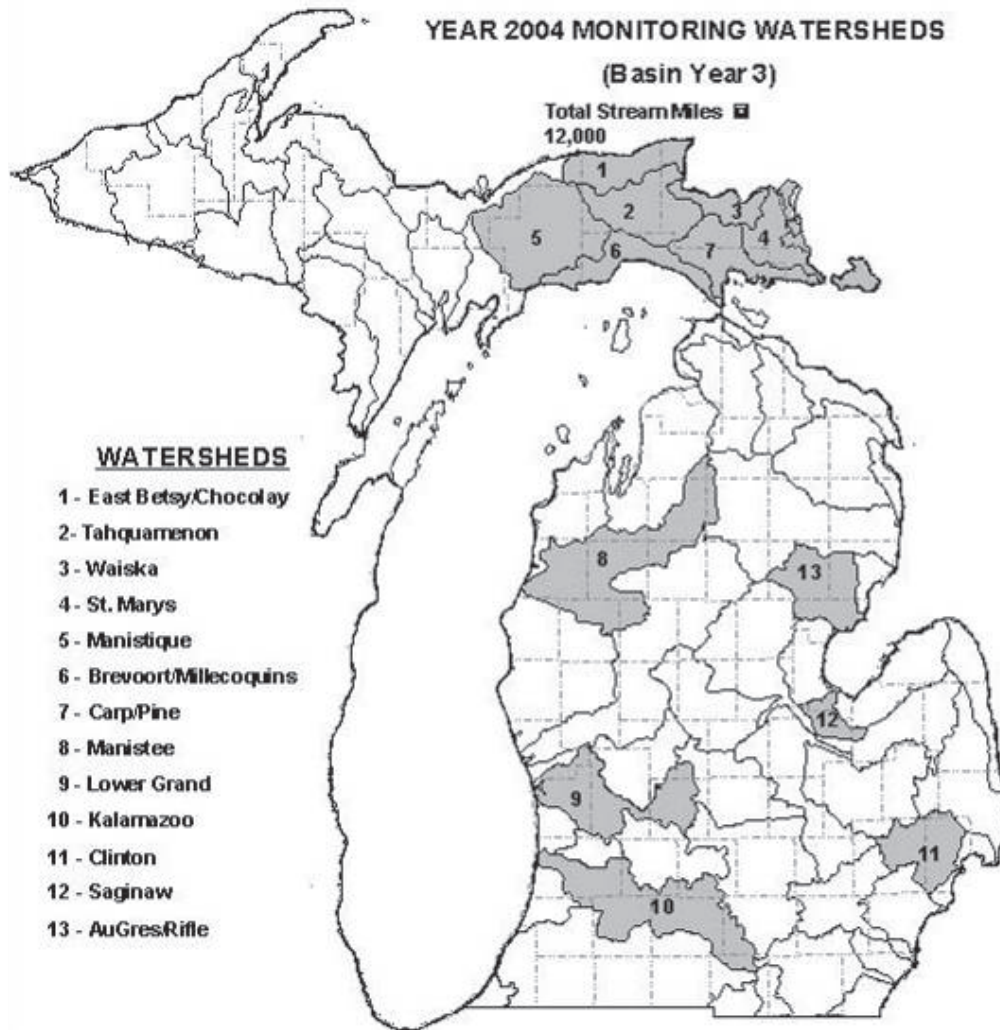 YEAR 2004 MONITORING WATERSHEDS
(Basin Year 3)
Total Stream Miles
12,000
1
2
3
4
5
6
7
8
13
12
9
11
10
WATERSHEDS
1 - East Betsy/Chocolay
2- Tahquamenon
3 - Waiska
4 - St. Marys
5 - Manistique
6 - Brevoort/Millecoquins
7 - Carp/Pine
8 - Manistee
9 - Lower Grand
10 - Kalamazoo
11 - Clinton
12 - Saginaw
13 - AuGres/Rifle